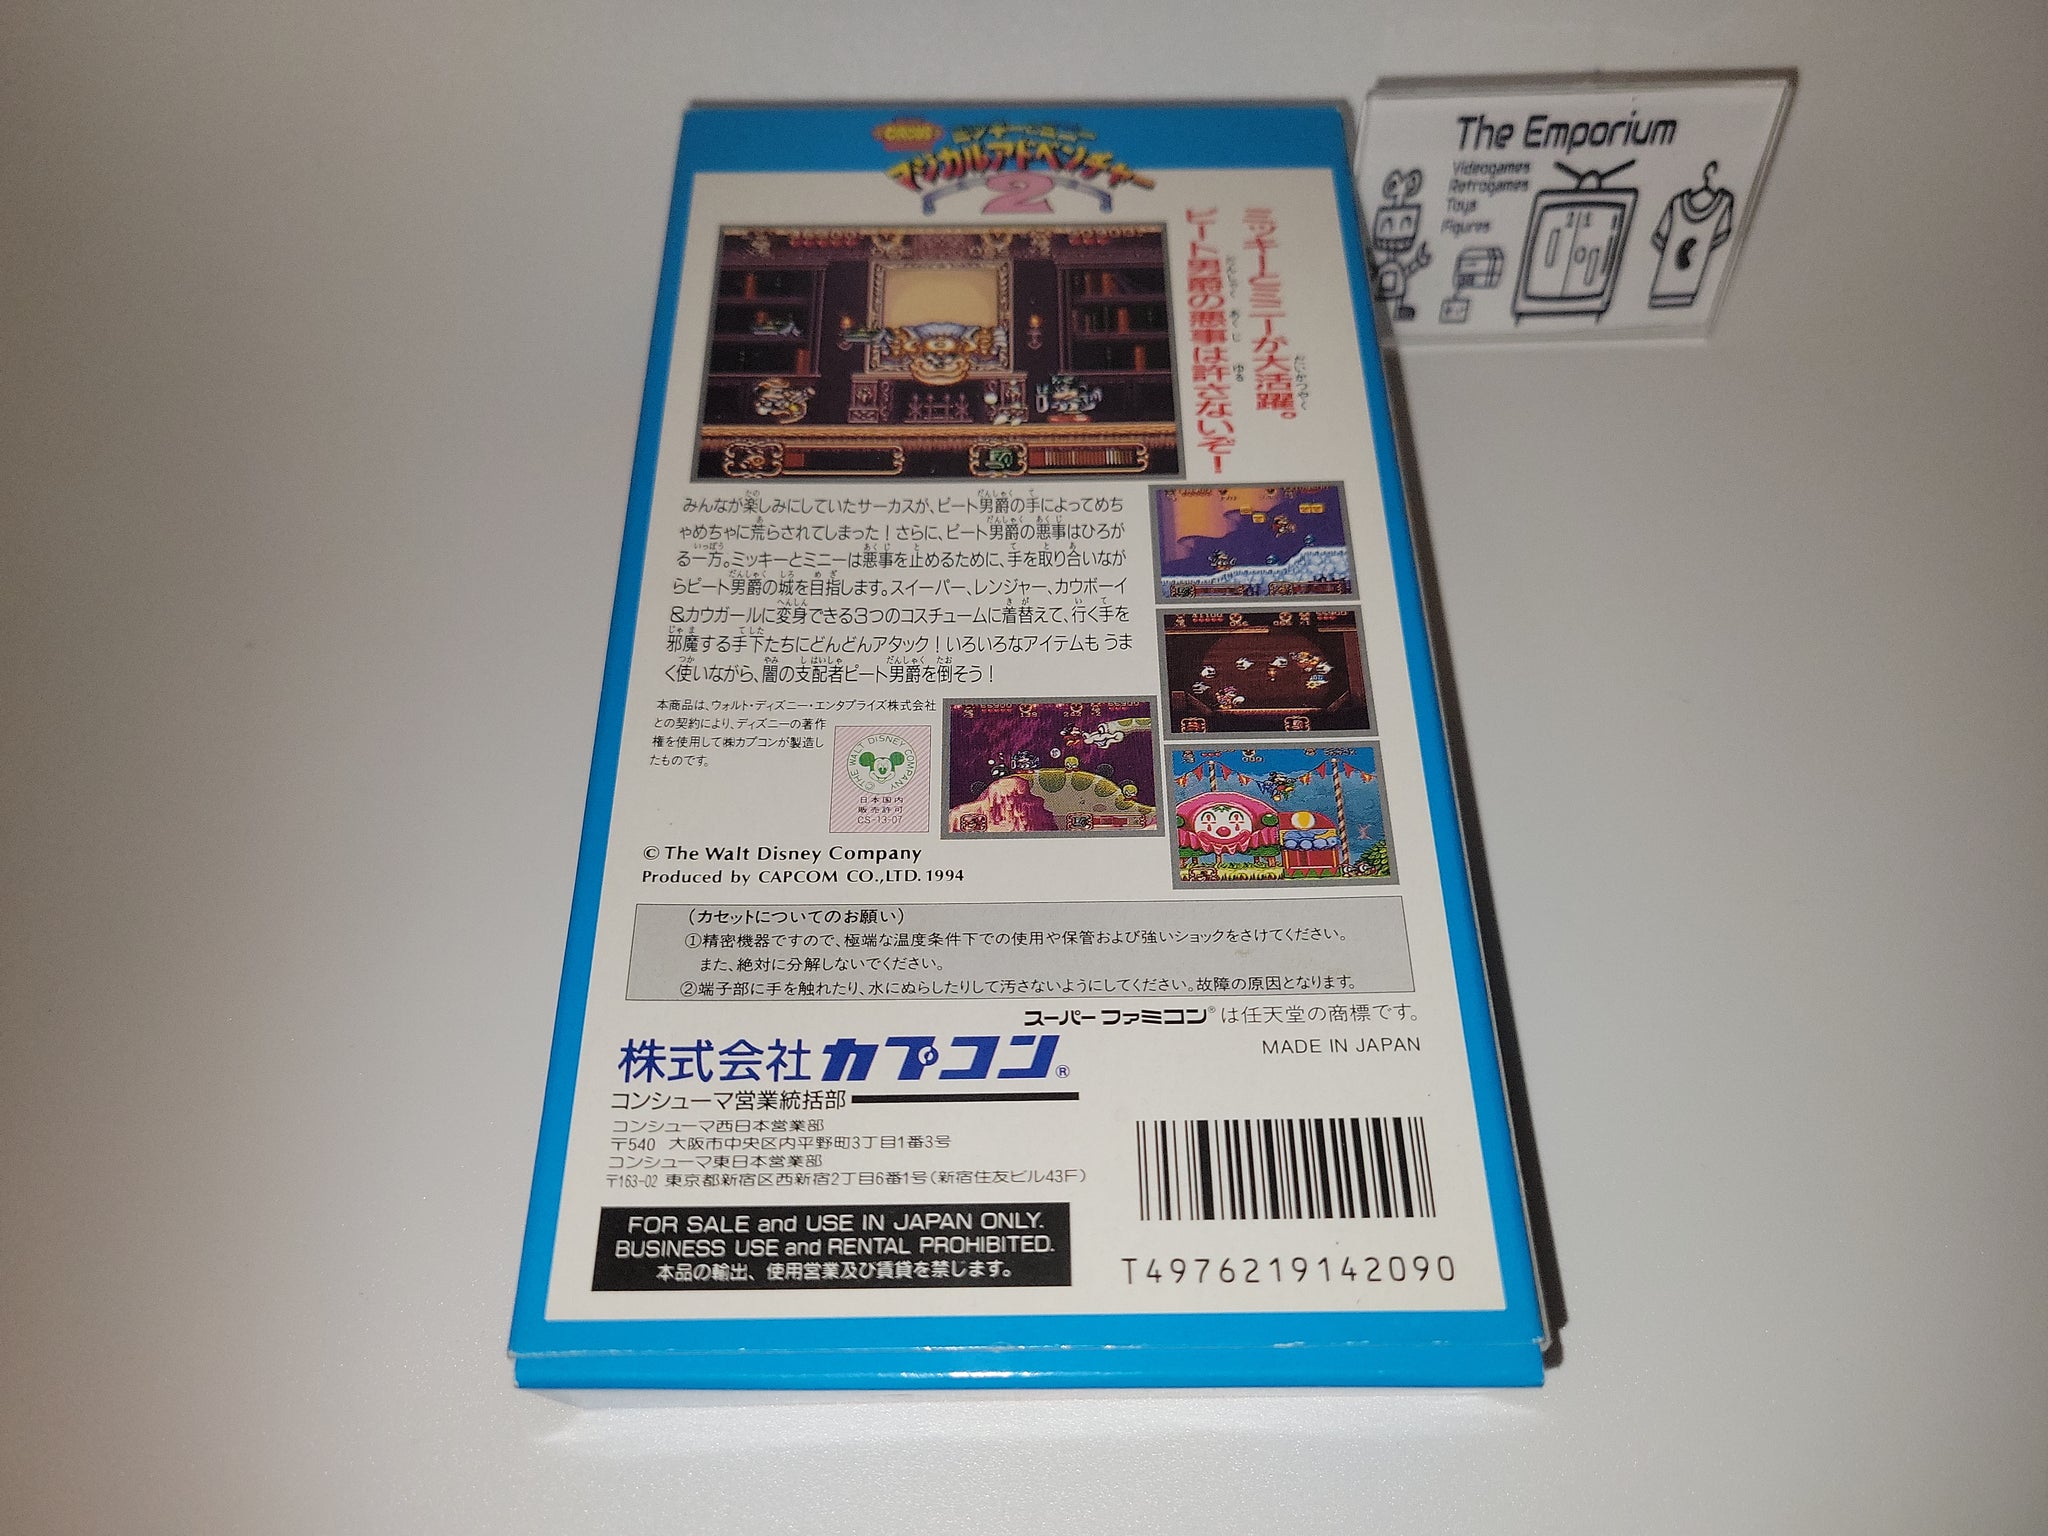 CIRCUS
ミッキーとミニー
マジカルアドベンチャー
2
The Emporium
Videogames
Retrogames
Toys
Figures
ミッキーとミニーが大活躍。
ピート男爵の悪事は許さないぞ！
みんなが楽しみにしていたサーカスが、ピート男爵の手によってめち
ゃめちゃに荒らされてしまった！さらに、ピート男爵の悪事はひろが
る一方。ミッキーとミニーは悪事を止めるために、手を取り合いなが
らピート男爵の城を目指します。スイーパー、レンジャー、カウボーイ
&カウガールに変身できる3つのコスチュームに着替えて、行く手を
邪魔する手下たちにどんどんアタック！いろいろなアイテムも うま
く使いながら、闇の支配者ピート男爵を倒そう！
本商品は、ウォルト・ディズニー・エンタプライズ株式会社
との契約により、ディズニーの著作
権を使用して㈱カプコンが製造し
たものです。
© THE WALT DISNEY COMPANY
日本国内
販売許可
CS-13-07
© The Walt Disney Company
Produced by CAPCOM CO.,LTD. 1994
（カセットについてのお願い）
①精密機器ですので、極端な温度条件下での使用や保管および強いショックをさけてください。
また、絶対に分解しないでください。
②端子部に手を触れたり、水にぬらしたりして汚さないようにしてください。故障の原因となります。
スーパーファミコン®は任天堂の商標です。
MADE IN JAPAN
株式会社カプコン®
コンシューマ営業統括部
コンシューマ西日本営業部
〒540 大阪市中央区内平野町3丁目1番3号
コンシューマ東日本営業部
〒163-02 東京都新宿区西新宿2丁目6番1号(新宿住友ビル43F)
FOR SALE and USE IN JAPAN ONLY.
BUSINESS USE and RENTAL PROHIBITED.
本品の輸出、使用営業及び賃貸を禁じます。
T4976219142090